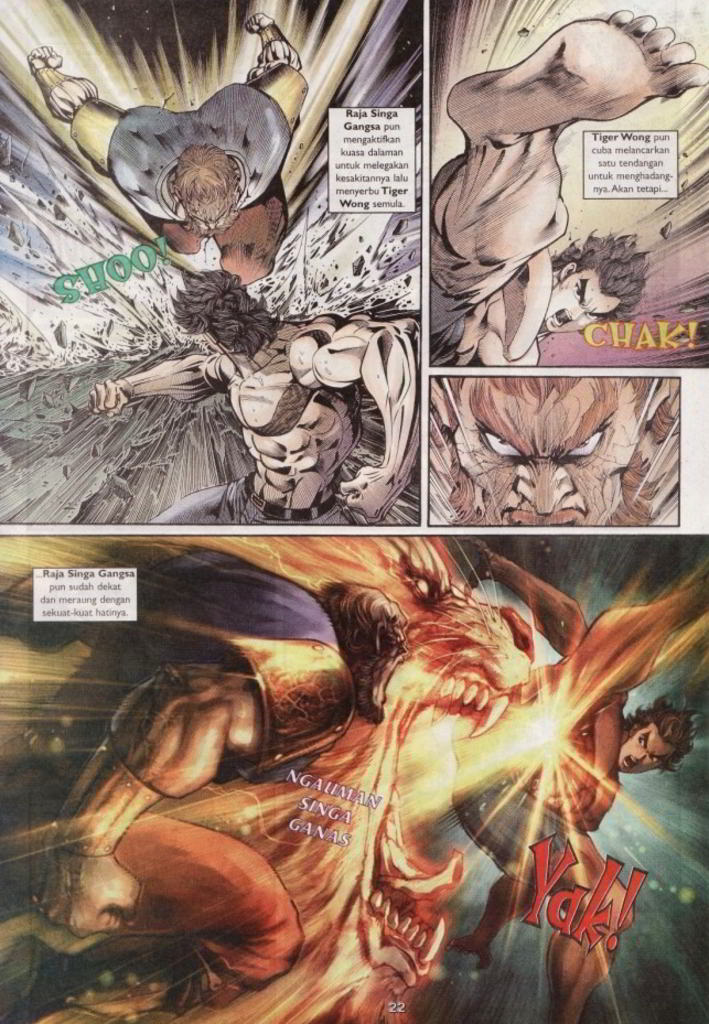 Raja Singa
Gangsa pun
mengaktifkan
kuasa dalaman
untuk melegakan
kesakitannya lalu
menyerbu Tiger
Wong semula.
SHOO!
Tiger Wong pun
cuba melancarkan
satu tendangan
untuk menghadang-
nya. Akan tetapi...
CHAK!
...Raja Singa Gangsa
pun sudah dekat
dan meraung dengan
sekuat-kuat hatinya.
NGAUMAN
SINGA
GANAS
Yak!
22